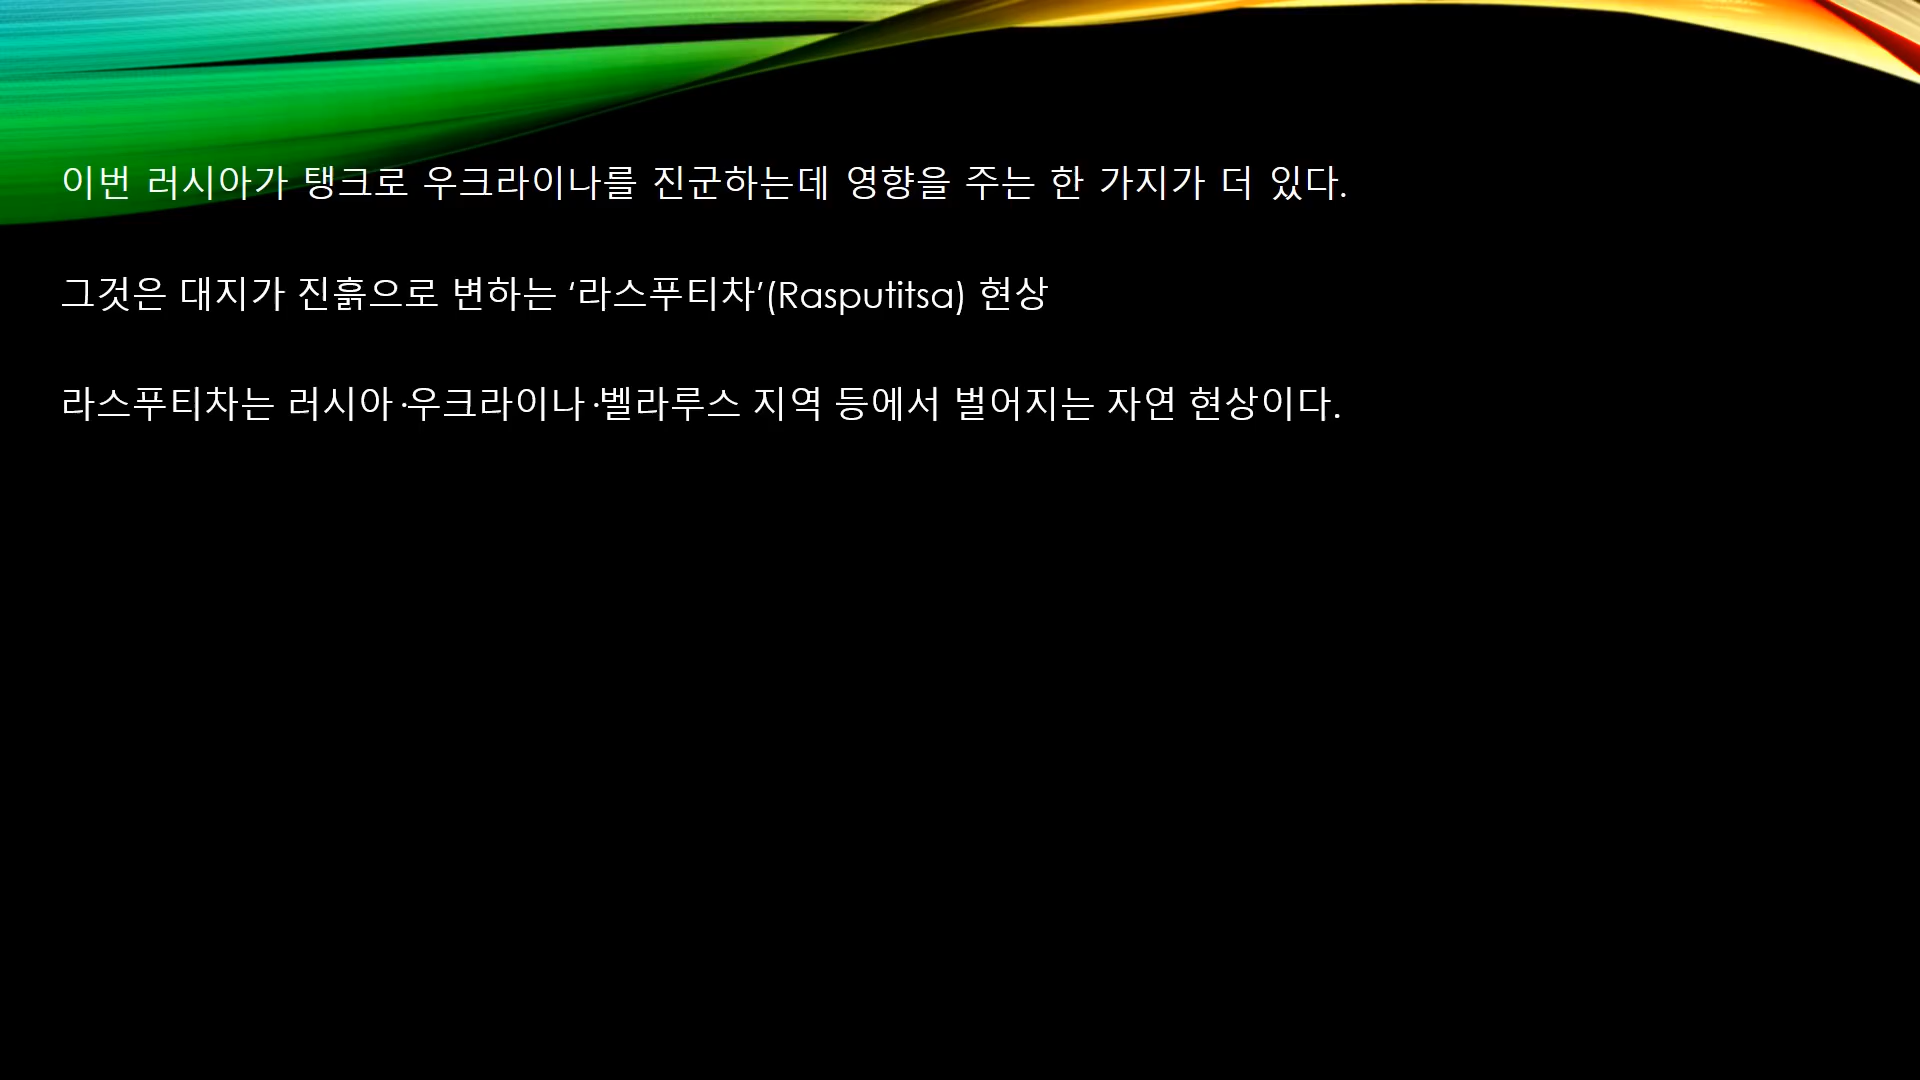 이번 러시아가 탱크로 우크라이나를 진군하는데 영향을 주는 한 가지가 더 있다.
그것은 대지가 진흙으로 변하는 ‘라스푸티차’(Rasputitsa) 현상
라스푸티차는 러시아·우크라이나·벨라루스 지역 등에서 벌어지는 자연 현상이다.